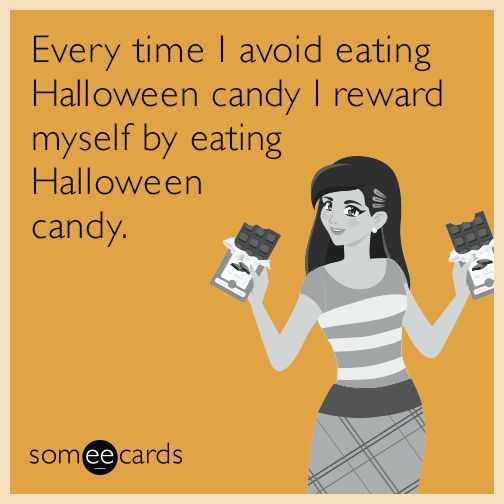 Every time I avoid eating
Halloween candy I reward
myself by eating
Halloween
candy.
someecards